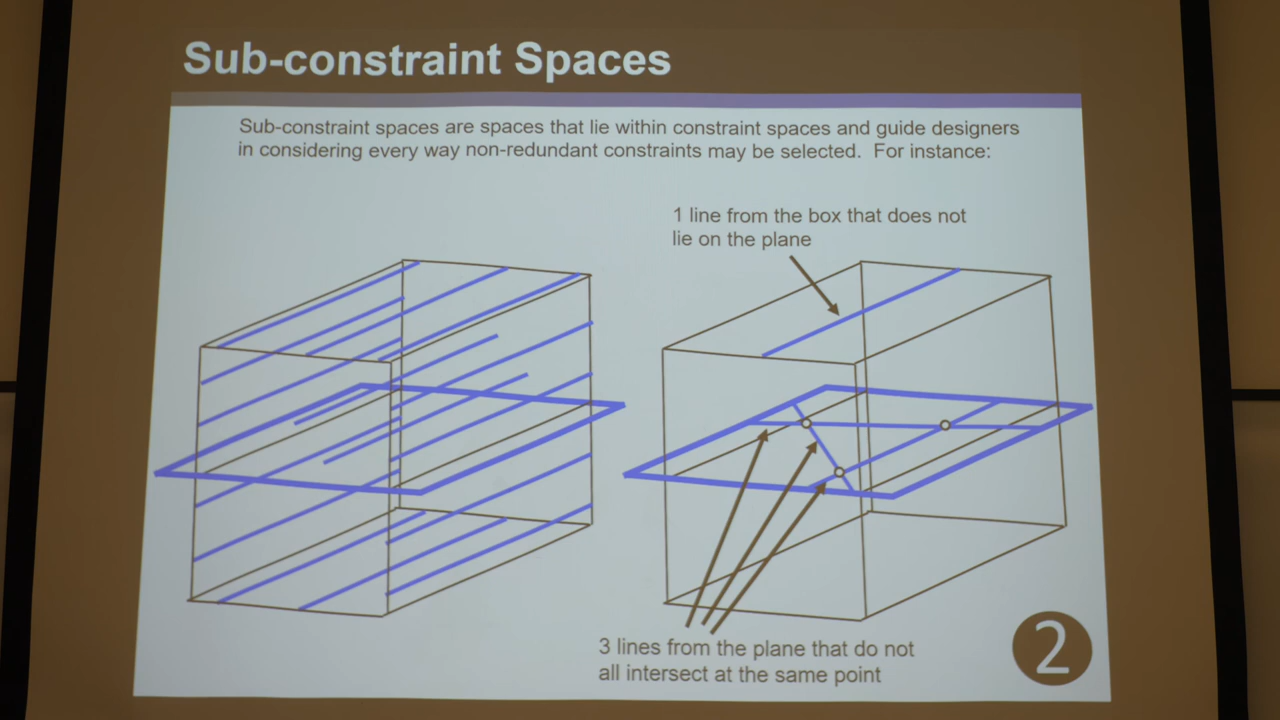 Sub-constraint Spaces
Sub-constraint spaces are spaces that lie within constraint spaces and guide designers
in considering every way non-redundant constraints may be selected. For instance:
1 line from the box that does not
lie on the plane
3 lines from the plane that do not
all intersect at the same point
2